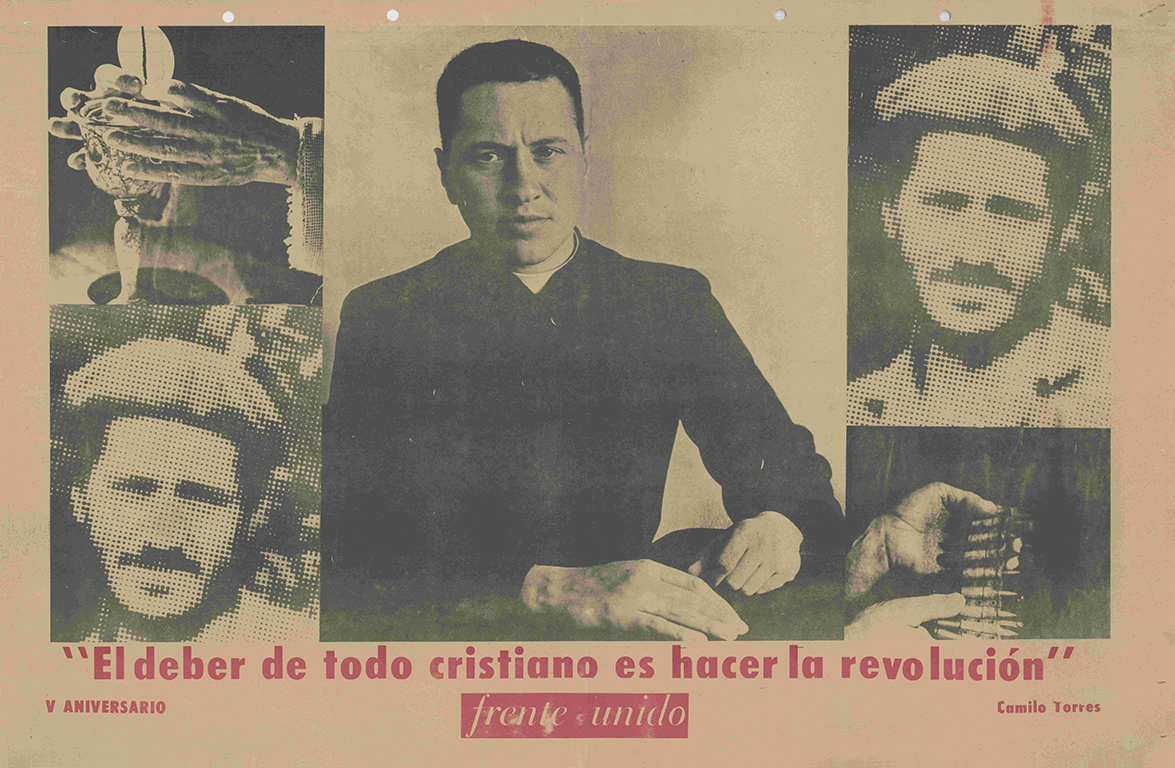 “El deber de todo cristiano es hacer la revolución”
V ANIVERSARIO
frente unido
Camilo Torres